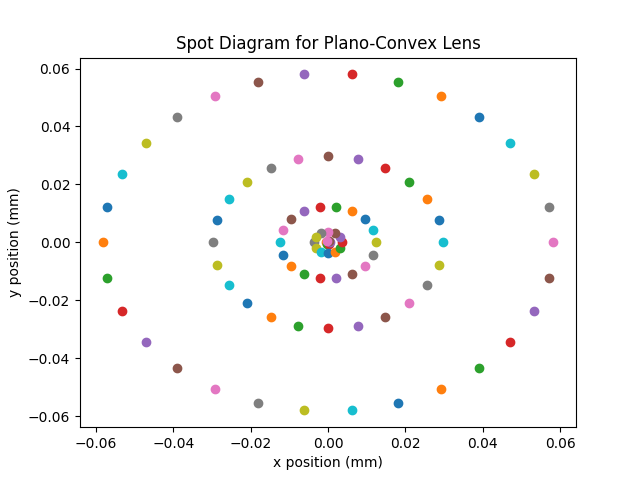 Spot Diagram for Plano-Convex Lens
0.06
0.04
0.02
0.00
−0.02
−0.04
−0.06
y position (mm)
−0.06 −0.04 −0.02 0.00 0.02 0.04 0.06
x position (mm)